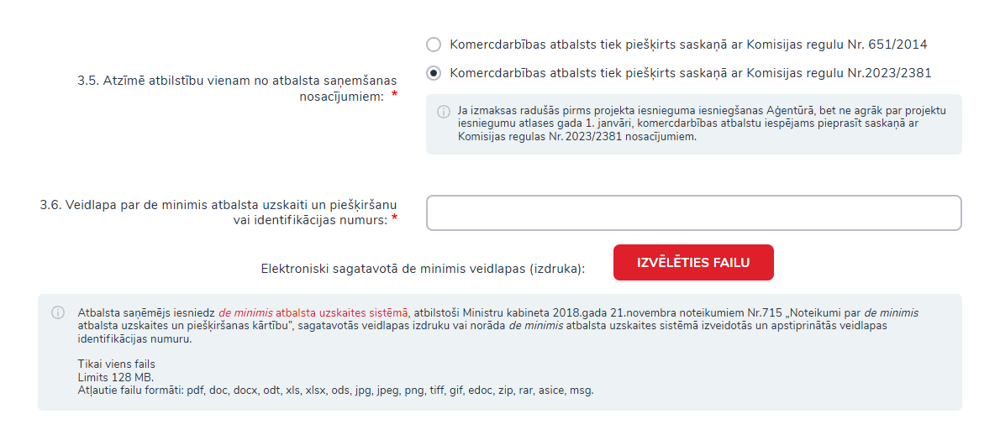 Komercdarbības atbalsts tiek piešķirts saskaņā ar Komisijas regulu Nr. 651/2014
3.5. Atzīmē atbilstību vienam no atbalsta saņemšanas
nosacījumiem: *
Komercdarbības atbalsts tiek piešķirts saskaņā ar Komisijas regulu Nr.2023/2381
Ja izmaksas radušās pirms projekta iesnieguma iesniegšanas Aģentūrā, bet ne agrāk par projektu
iesniegumu atlases gada 1. janvāri, komercdarbības atbalstu iespējams pieprasīt saskaņā ar
Komisijas regulas Nr. 2023/2381 nosacījumiem.
3.6. Veidlapa par de minimis atbalsta uzskaiti un piešķiršanu
vai identifikācijas numurs: *
Elektroniski sagatavotā de minimis veidlapas (izdruka):
IZVĒLĒTIES FAILU
Atbalsta saņēmējs iesniedz de minimis atbalsta uzskaites sistēmā, atbilstoši Ministru kabineta 2018.gada 21.novembra noteikumiem Nr.715 „Noteikumi par de minimis
atbalsta uzskaites un piešķiršanas kārtību”, sagatavotās veidlapas izdruku vai norāda de minimis atbalsta uzskaites sistēmā izveidotās un apstiprinātās veidlapas
identifikācijas numuru.
Tikai viens fails
Limits 128 MB.
Atļautie failu formāti: pdf, doc, docx, odt, xls, xlsx, ods, jpg, jpeg, png, tiff, gif, edoc, zip, rar, asice, msg.